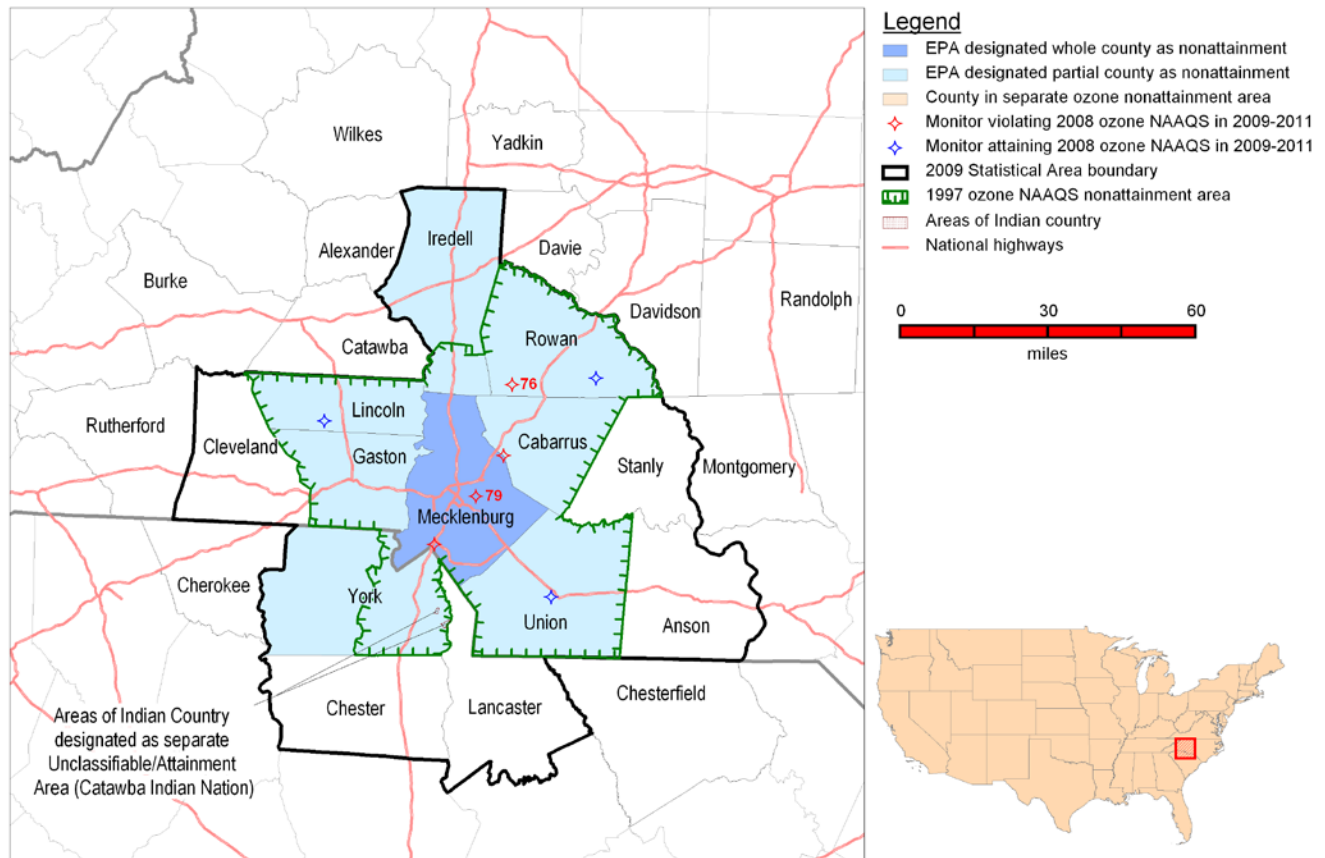 Legend
EPA designated whole county as nonattainment
EPA designated partial county as nonattainment
County in separate ozone nonattainment area
Monitor violating 2008 ozone NAAQS in 2009-2011
Monitor attaining 2008 ozone NAAQS in 2009-2011
2009 Statistical Area boundary
1997 ozone NAAQS nonattainment area
Areas of Indian country
National highways
0
30
60
miles
Wilkes
Yadkin
Iredell
Alexander
Davie
Burke
Randolph
Davidson
Rowan
Catawba
76
Lincoln
Rutherford
Cleveland
Cabarrus
Gaston
Stanly
Montgomery
79
Mecklenburg
Cherokee
York
Union
Anson
Chesterfield
Chester
Lancaster
Areas of Indian Country
designated as separate
Unclassifiable/Attainment
Area (Catawba Indian Nation)